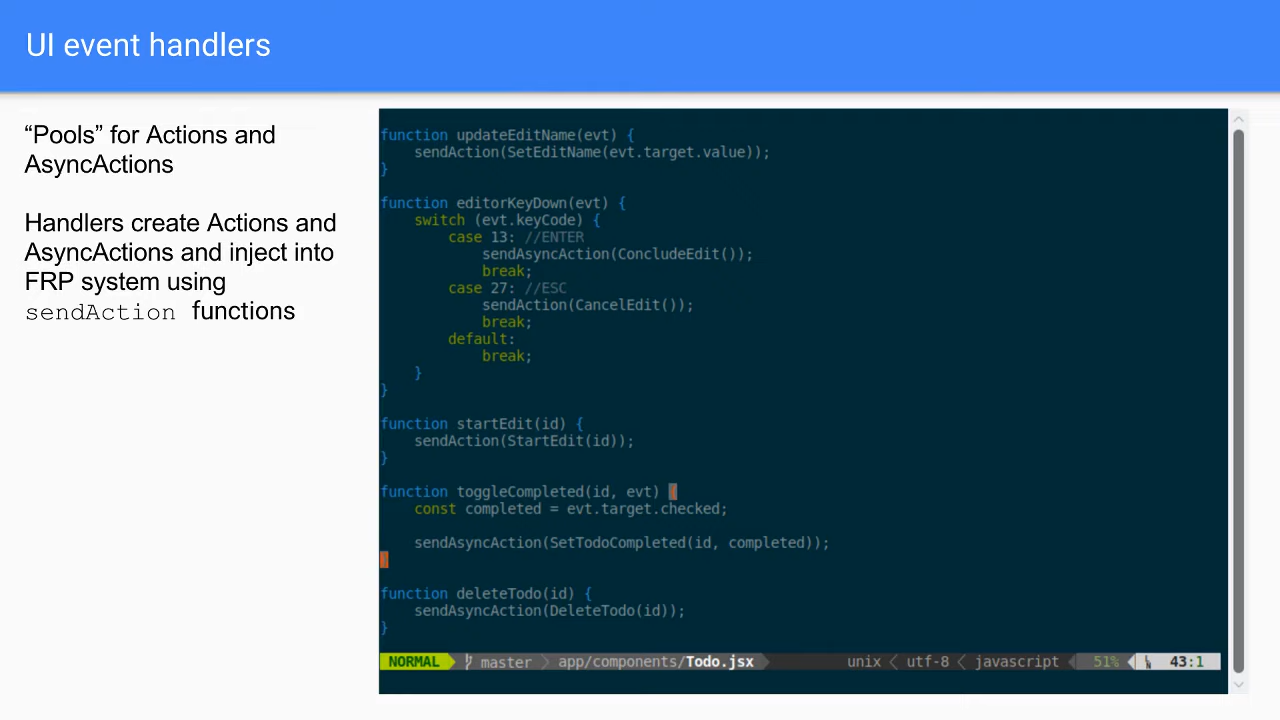 UI event handlers
“Pools” for Actions and
AsyncActions
Handlers create Actions and
AsyncActions and inject into
FRP system using
sendAction functions
function updateEditName(evt) {
    sendAction(SetEditName(evt.target.value));
}
function editorKeyDown(evt) {
    switch (evt.keyCode) {
        case 13: //ENTER
            sendAsyncAction(ConcludeEdit());
            break;
        case 27: //ESC
            sendAction(CancelEdit());
            break;
        default:
            break;
    }
}
function startEdit(id) {
    sendAction(StartEdit(id));
}
function toggleCompleted(id, evt) {
    const completed = evt.target.checked;
    sendAsyncAction(SetTodoCompleted(id, completed));
}
function deleteTodo(id) {
    sendAsyncAction(DeleteTodo(id));
}
NORMAL master app/components/Todo.jsx unix utf-8 javascript 51% 43:1